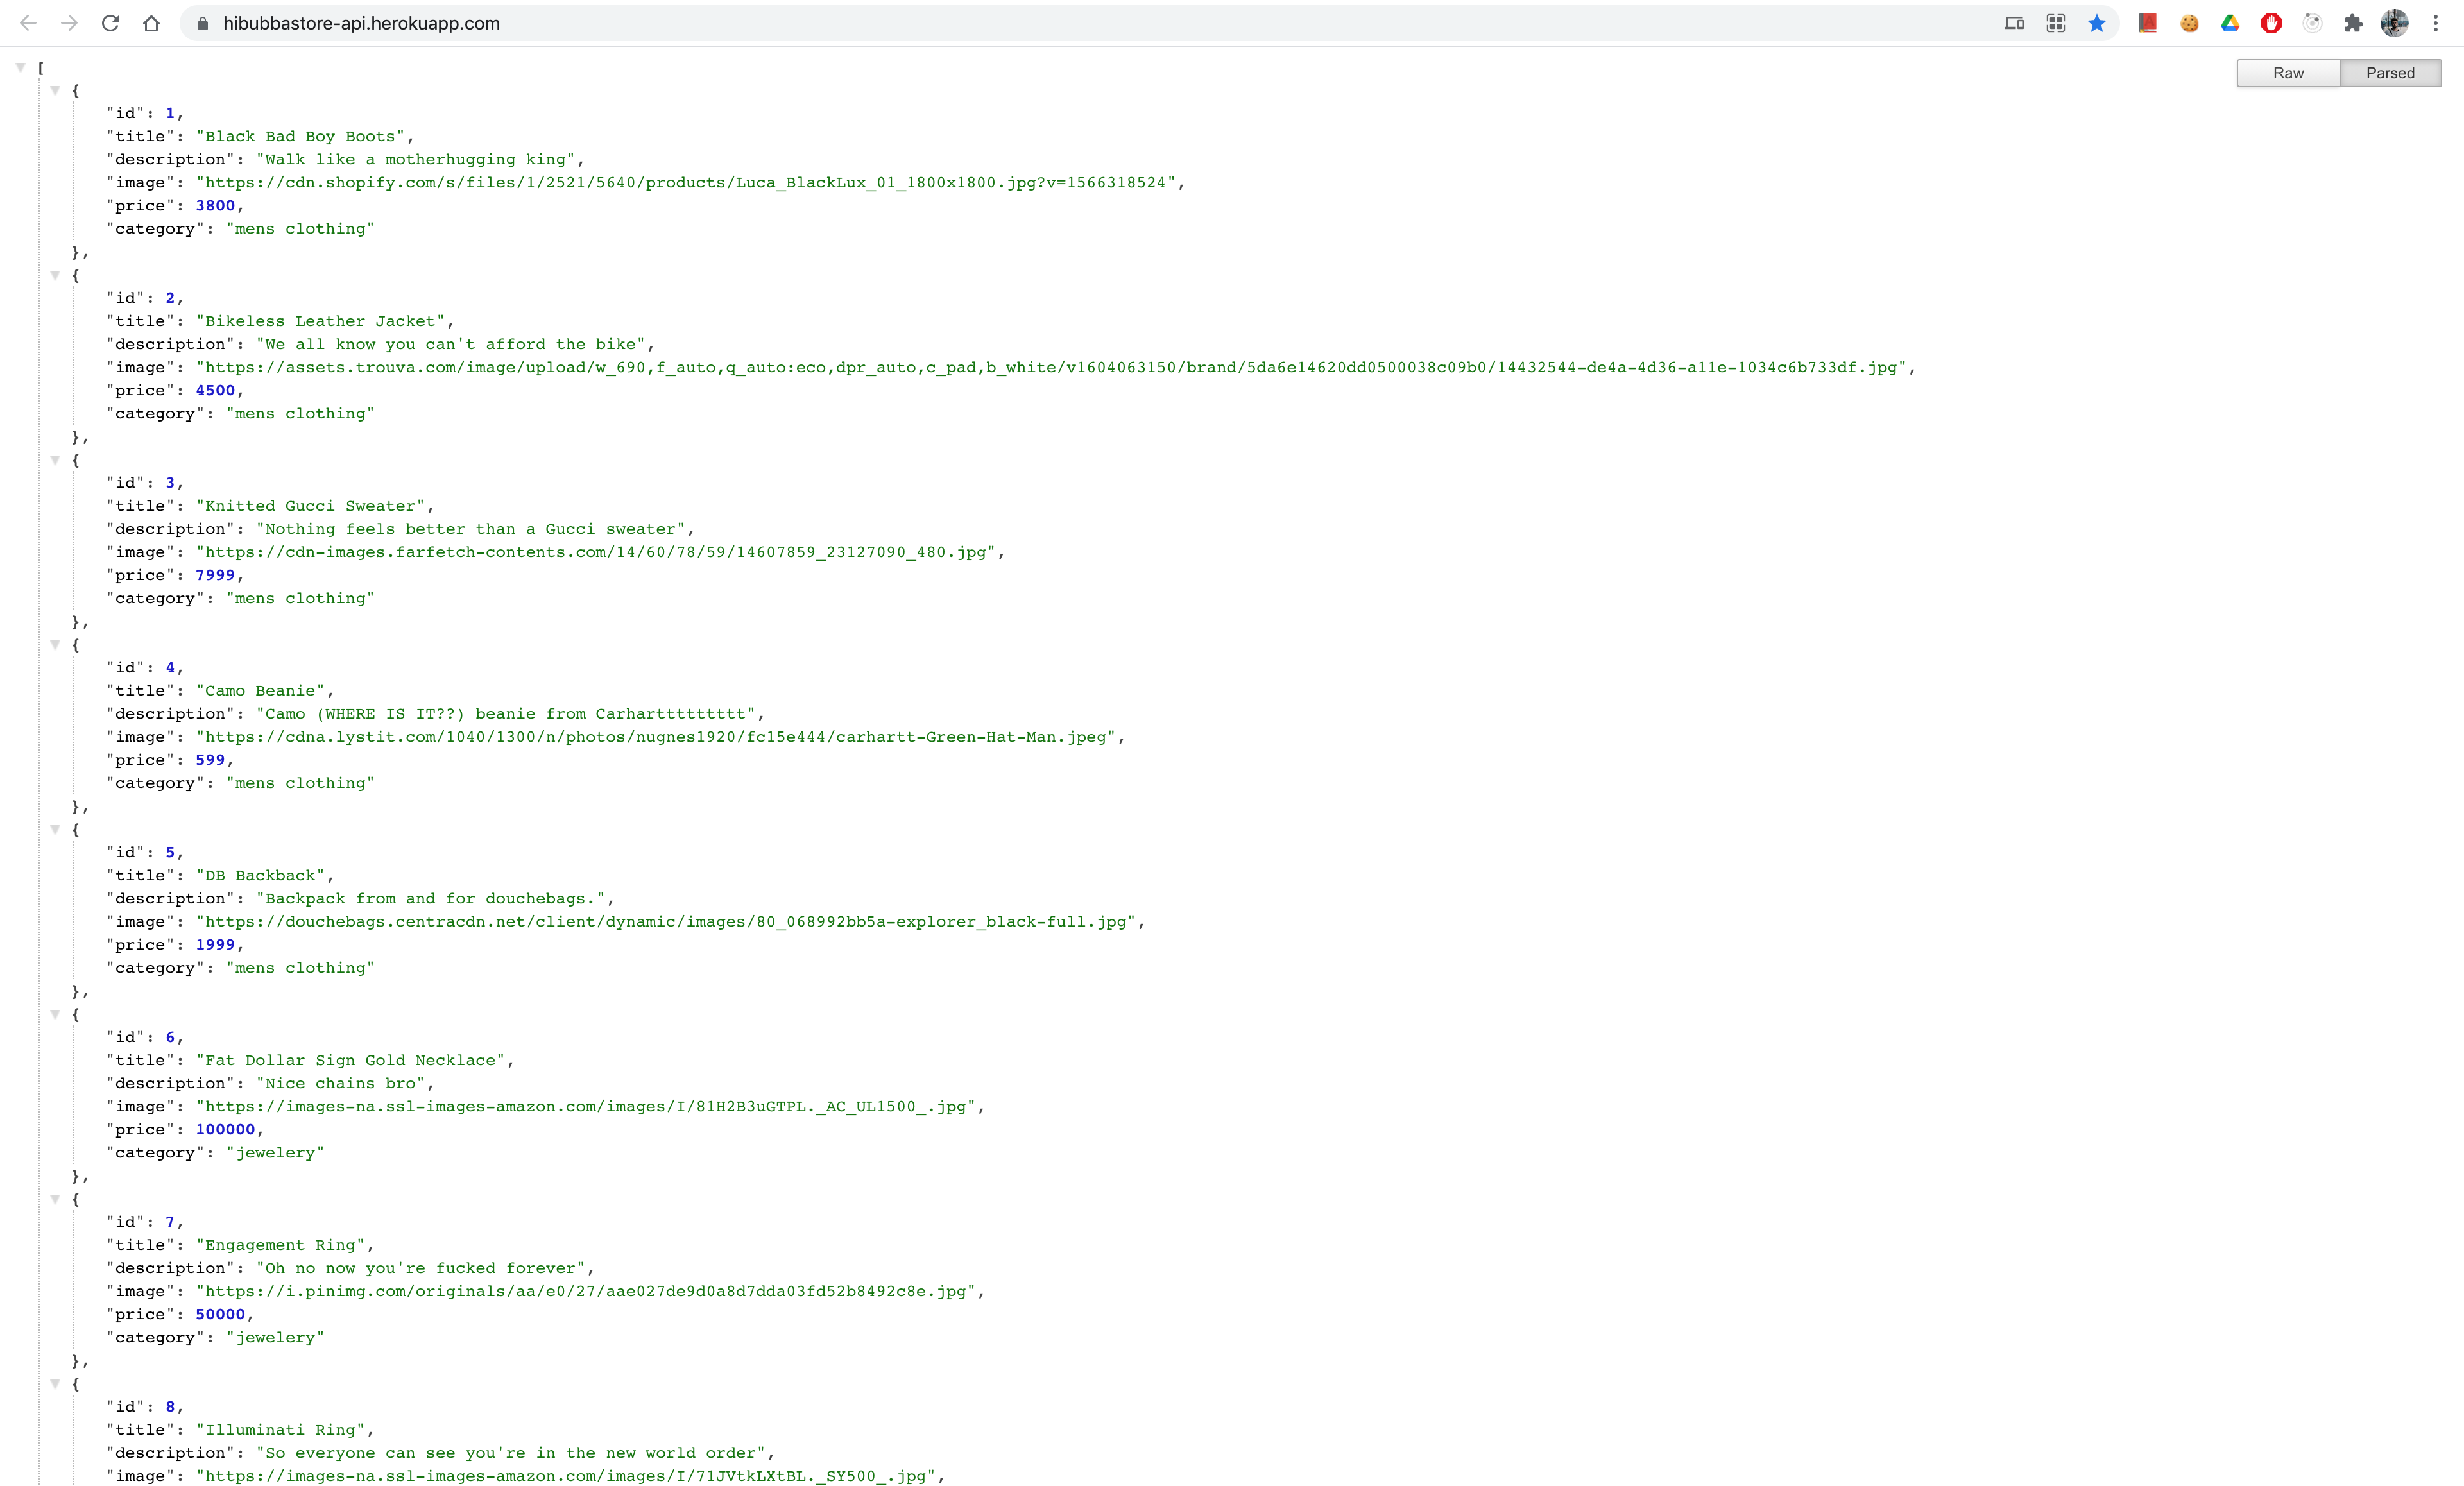 hibubbastore-api.herokuapp.com
Raw Parsed
[
{
"id": 1,
"title": "Black Bad Boy Boots",
"description": "Walk like a motherhugging king",
"image": "https://cdn.shopify.com/s/files/1/2521/5640/products/Luca_BlackLux_01_1800x1800.jpg?v=1566318524",
"price": 3800,
"category": "mens clothing"
},
{
"id": 2,
"title": "Bikeless Leather Jacket",
"description": "We all know you can't afford the bike",
"image": "https://assets.trouva.com/image/upload/w_690,f_auto,q_auto:eco,dpr_auto,c_pad,b_white/v1604063150/brand/5da6e14620dd0500038c09b0/14432544-de4a-4d36-a11e-1034c6b733df.jpg",
"price": 4500,
"category": "mens clothing"
},
{
"id": 3,
"title": "Knitted Gucci Sweater",
"description": "Nothing feels better than a Gucci sweater",
"image": "https://cdn-images.farfetch-contents.com/14/60/78/59/14607859_23127090_480.jpg",
"price": 7999,
"category": "mens clothing"
},
{
"id": 4,
"title": "Camo Beanie",
"description": "Camo (WHERE IS IT??) beanie from Carharttttttttt",
"image": "https://cdna.lystit.com/1040/1300/n/photos/nugnes1920/fc15e444/carhartt-Green-Hat-Man.jpeg",
"price": 599,
"category": "mens clothing"
},
{
"id": 5,
"title": "DB Backback",
"description": "Backpack from and for douchebags.",
"image": "https://douchebags.centracdn.net/client/dynamic/images/80_068992bb5a-explorer_black-full.jpg",
"price": 1999,
"category": "mens clothing"
},
{
"id": 6,
"title": "Fat Dollar Sign Gold Necklace",
"description": "Nice chains bro",
"image": "https://images-na.ssl-images-amazon.com/images/I/81H2B3uGTPL._AC_UL1500_.jpg",
"price": 100000,
"category": "jewelery"
},
{
"id": 7,
"title": "Engagement Ring",
"description": "Oh no now you're fucked forever",
"image": "https://i.pinimg.com/originals/aa/e0/27/aae027de9d0a8d7dda03fd52b8492c8e.jpg",
"price": 50000,
"category": "jewelery"
},
{
"id": 8,
"title": "Illuminati Ring",
"description": "So everyone can see you're in the new world order",
"image": "https://images-na.ssl-images-amazon.com/images/I/71JVtkLXtBL._SY500_.jpg",